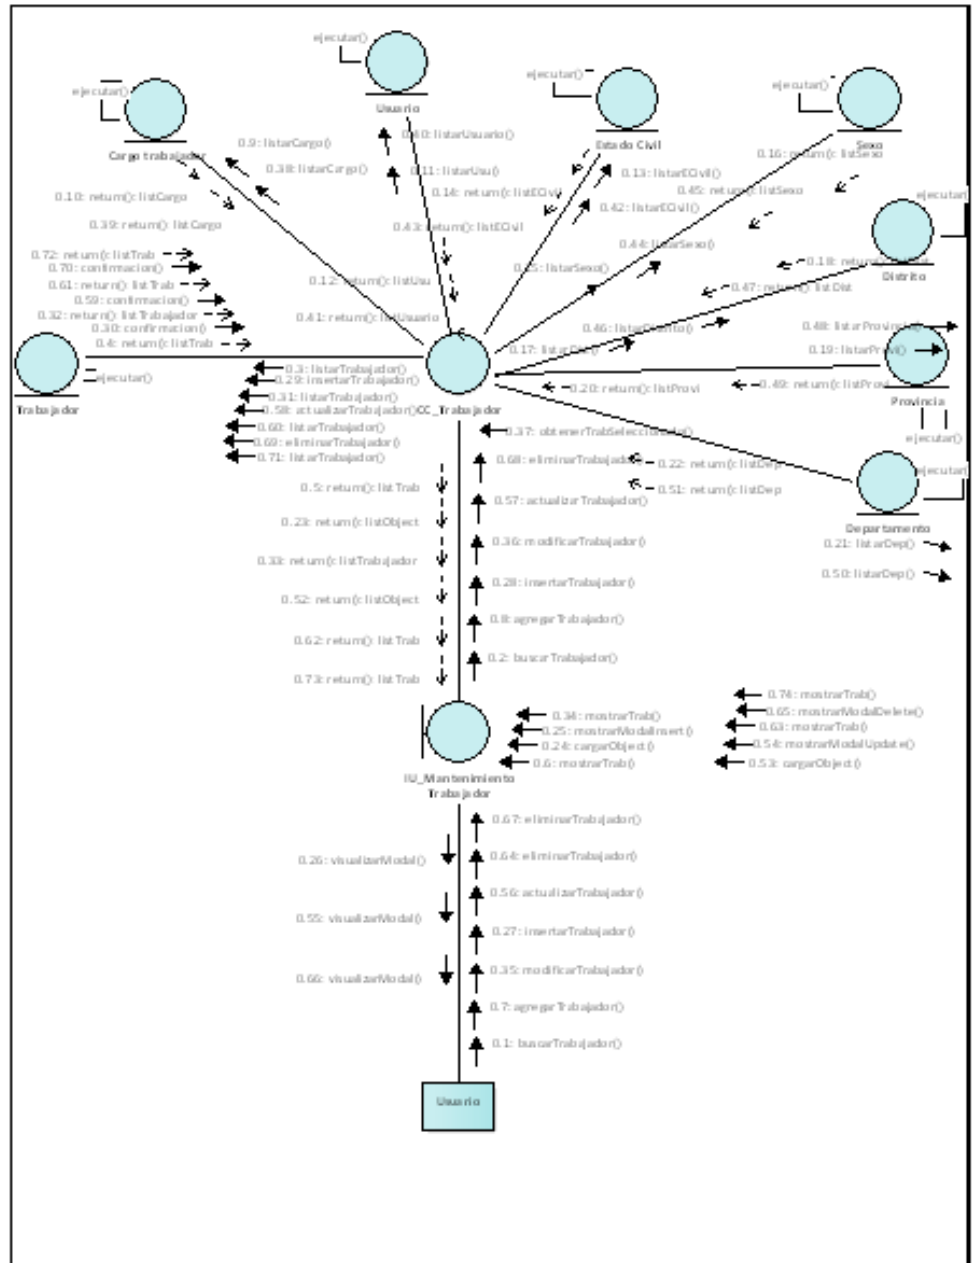 ejecutar()
Usuario
ejecutar()
Cargo trabajador
ejecutar()
Estado Civil
ejecutar()
Sexo
0.9: listarCargo()
0.38: listarCargo()
0.10: return(): listCargo
0.39: return(): listCargo
0.40: listarUsuario()
0.11: listarUsu()
0.14: return(): listECivil
0.43: return(): listECivil
0.13: listarECivil()
0.42: listarECivil()
0.16: return(): listSexo
0.45: return(): listSexo
0.44: listarSexo()
0.15: listarSexo()
ejecutar()
Distrito
0.18: return():
0.47: return(): listDist
0.46: listarDistrito()
0.17: listarDist()
0.12: return(): listUsu
0.41: return(): listUsuario
0.72: return(): listTrab
0.70: confirmacion()
0.61: return(): listTrab
0.59: confirmacion()
0.32: return(): listTrabajador
0.30: confirmacion()
0.4: return(): listTrab
ejecutar()
Trabajador
0.3: listarTrabajador()
0.29: insertarTrabajador()
0.31: listarTrabajador()
0.58: actualizarTrabajador()
0.60: listarTrabajador()
0.69: eliminarTrabajador()
0.71: listarTrabajador()
CC_Trabajador
0.48: listarProvincia()
0.19: listarProvi()
0.20: return(): listProvi
0.49: return(): listProvi
Provincia
ejecutar()
0.37: obtenerTrabSeleccionado()
0.22: return(): listDep
0.51: return(): listDep
ejecutar()
Departamento
0.21: listarDep()
0.50: listarDep()
0.68: eliminarTrabajador()
0.57: actualizarTrabajador()
0.36: modificarTrabajador()
0.28: insertarTrabajador()
0.8: agregarTrabajador()
0.2: buscarTrabajador()
0.5: return(): listTrab
0.23: return(): listObject
0.33: return(): listTrabajador
0.52: return(): listObject
0.62: return(): listTrab
0.73: return(): listTrab
0.34: mostrarTrab()
0.25: mostrarModalInsert()
0.24: cargarObject()
0.6: mostrarTrab()
0.74: mostrarTrab()
0.65: mostrarModalDelete()
0.63: mostrarTrab()
0.54: mostrarModalUpdate()
0.53: cargarObject()
IU_Mantenimiento
Trabajador
0.67: eliminarTrabajador()
0.64: eliminarTrabajador()
0.56: actualizarTrabajador()
0.27: insertarTrabajador()
0.35: modificarTrabajador()
0.7: agregarTrabajador()
0.1: buscarTrabajador()
0.26: visualizarModal()
0.55: visualizarModal()
0.66: visualizarModal()
Usuario